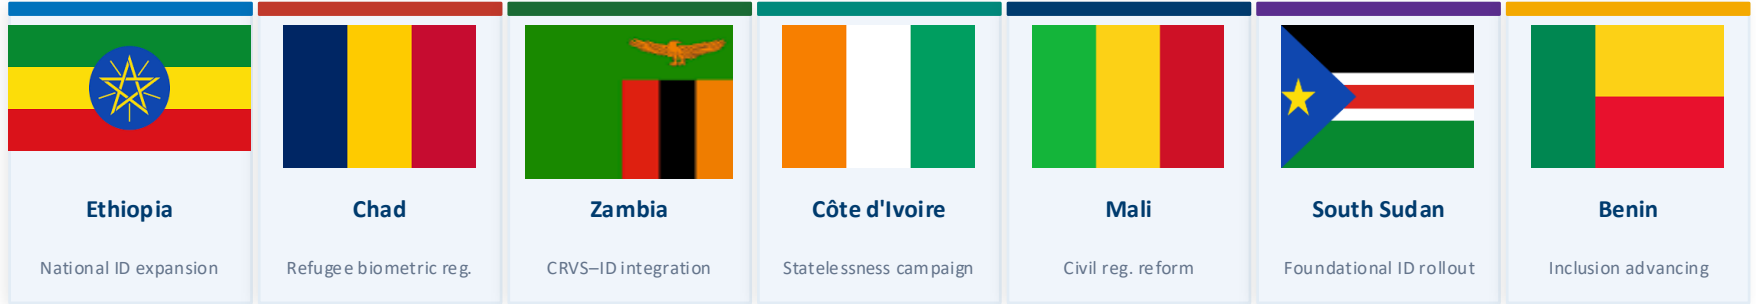 Ethiopia
National ID expansion
Chad
Refugee biometric reg.
Zambia
CRVS–ID integration
Côte d'Ivoire
Statelessness campaign
Mali
Civil reg. reform
South Sudan
Foundational ID rollout
Benin
Inclusion advancing